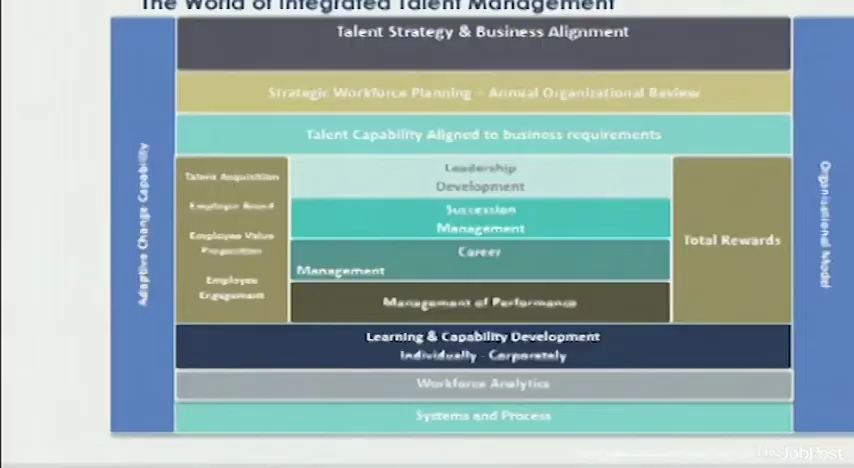 The World of Integrated Talent Management
Talent Strategy & Business Alignment
Strategic Workforce Planning – Annual Organizational Review
Talent Capability Aligned to business requirements
Adaptive Change Capability
Talent Acquisition
Employer Brand
Employee Value
Proposition
Employee
Engagement
Leadership
Development
Succession
Management
Career
Management
Management of Performance
Total Rewards
Organisational Model
Learning & Capability Development
Individually - Corporately
Workforce Analytics
Systems and Process
JobPost